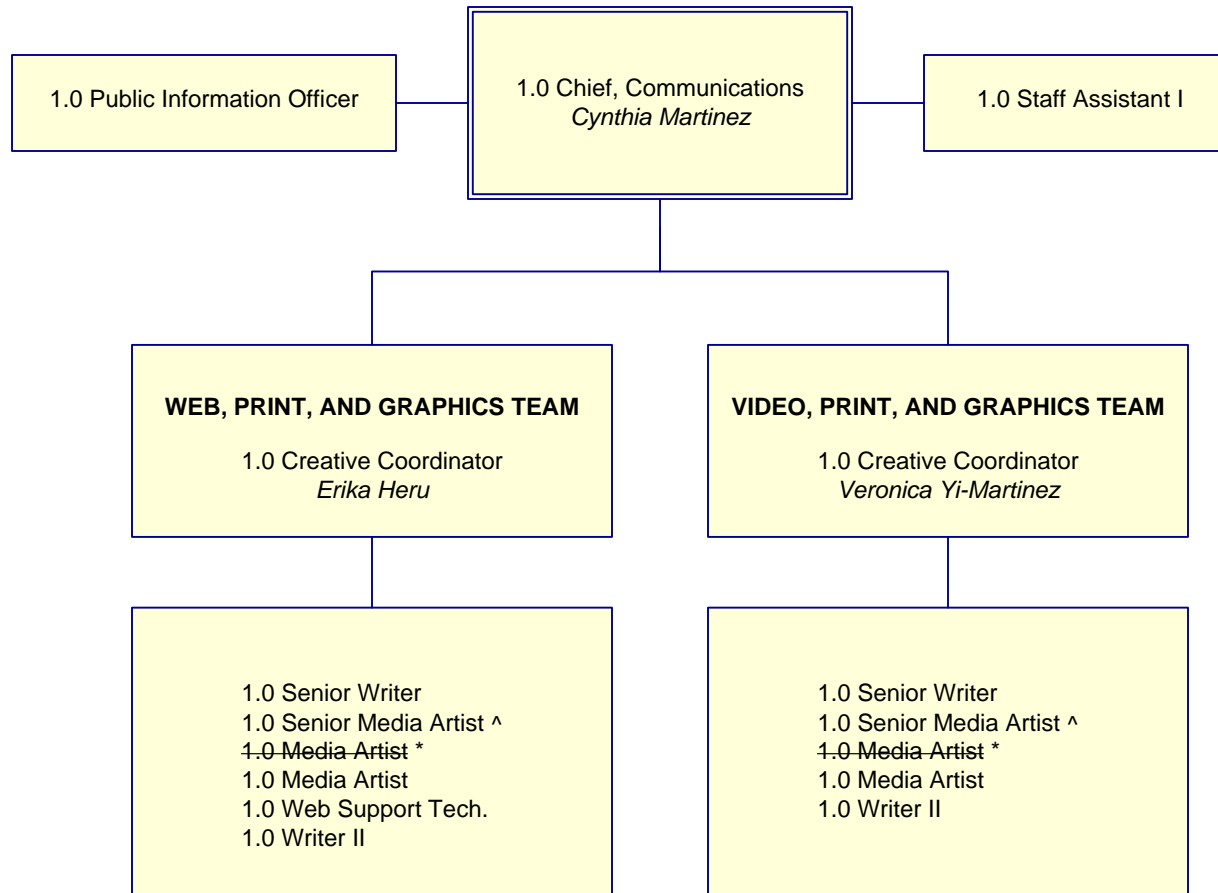 1.0 Public Information Officer
1.0 Chief, Communications
Cynthia Martinez
1.0 Staff Assistant I
WEB, PRINT, AND GRAPHICS TEAM
1.0 Creative Coordinator
Erika Heru
VIDEO, PRINT, AND GRAPHICS TEAM
1.0 Creative Coordinator
Veronica Yi-Martinez
1.0 Senior Writer
1.0 Senior Media Artist ^
1.0 Media Artist *
1.0 Media Artist
1.0 Web Support Tech.
1.0 Writer II
1.0 Senior Writer
1.0 Senior Media Artist ^
1.0 Media Artist *
1.0 Media Artist
1.0 Writer II